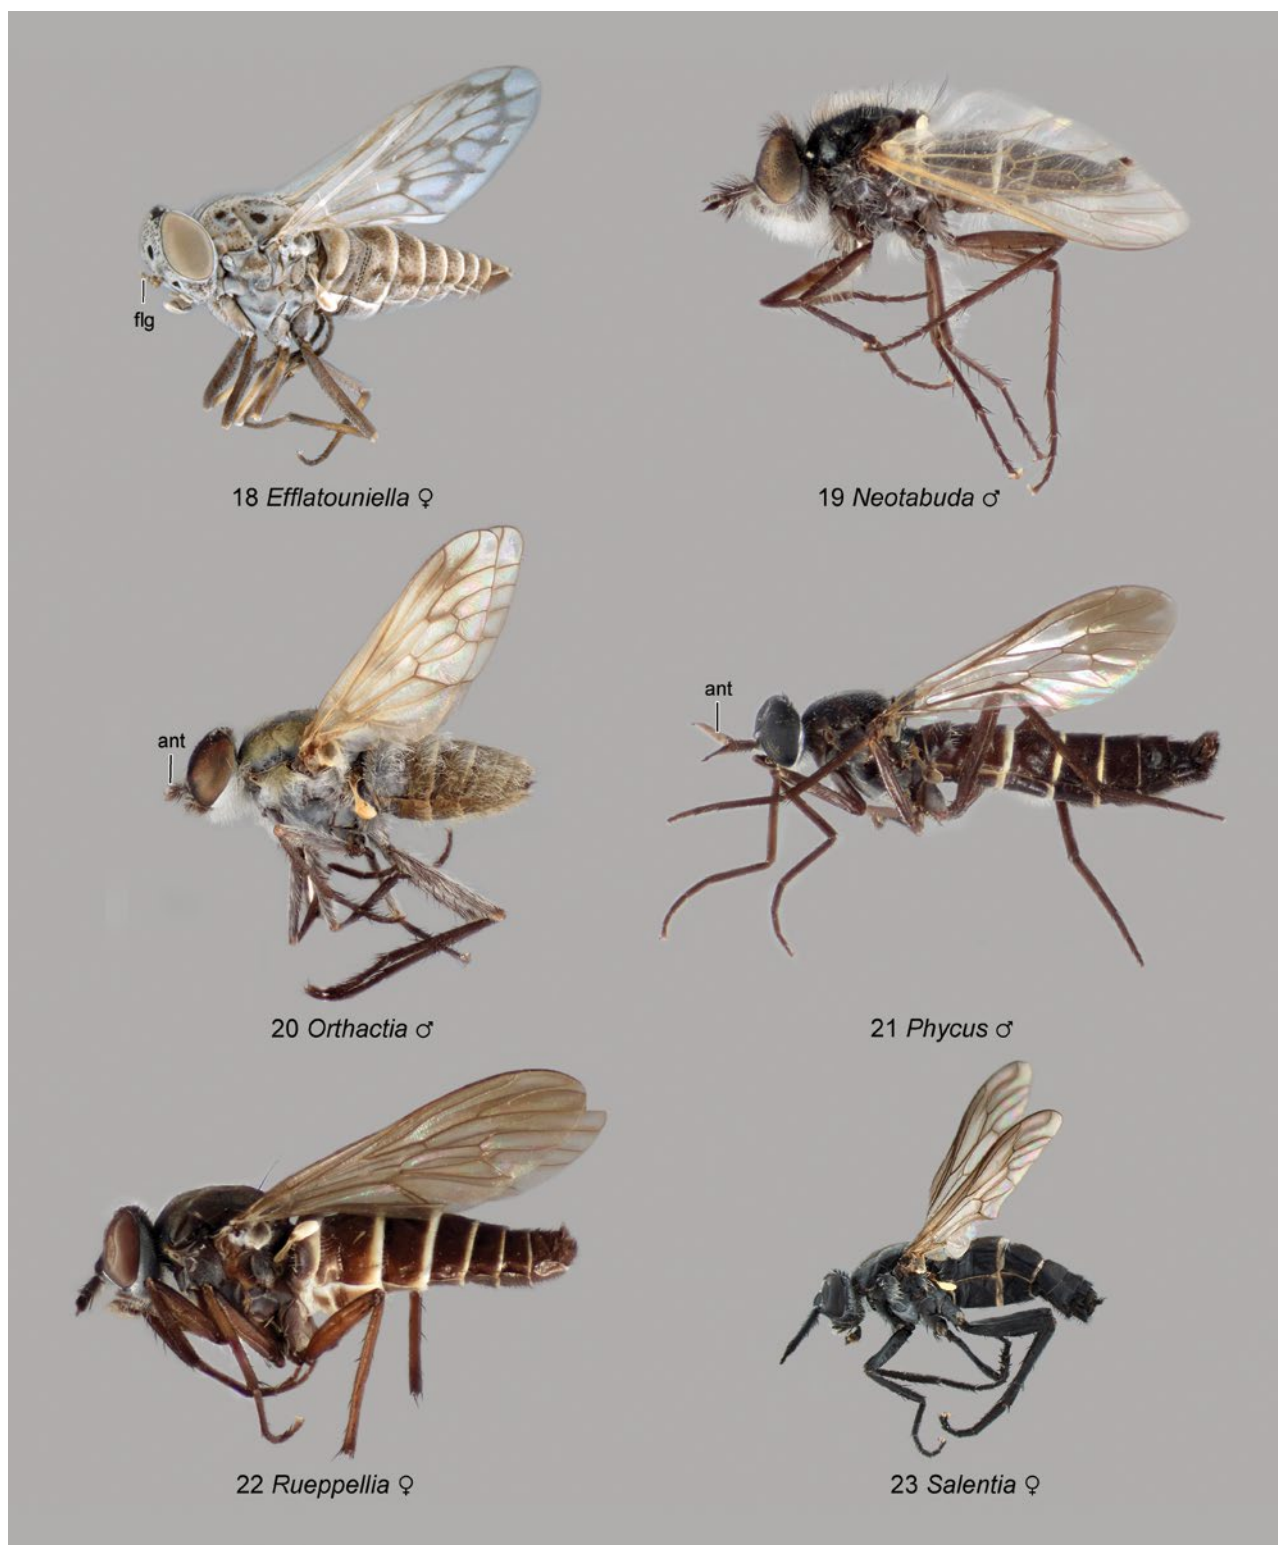 flg
18 Efflatouniella ♀
19 Neotabuda ♂
ant
20 Orthactia ♂
ant
21 Phycus ♂
22 Rueppellia ♀
23 Salentia ♀